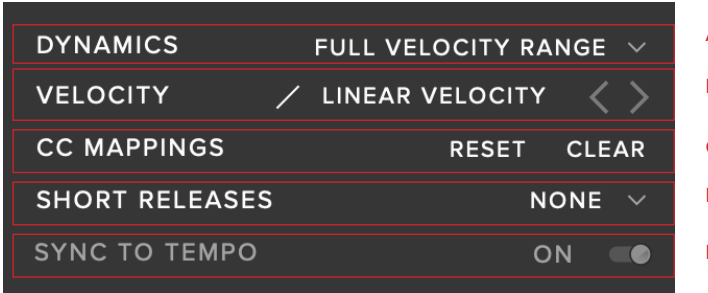 DYNAMICS FULL VELOCITY RANGE
VELOCITY LINEAR VELOCITY
CC MAPPINGS RESET CLEAR
SHORT RELEASES NONE
SYNC TO TEMPO ON